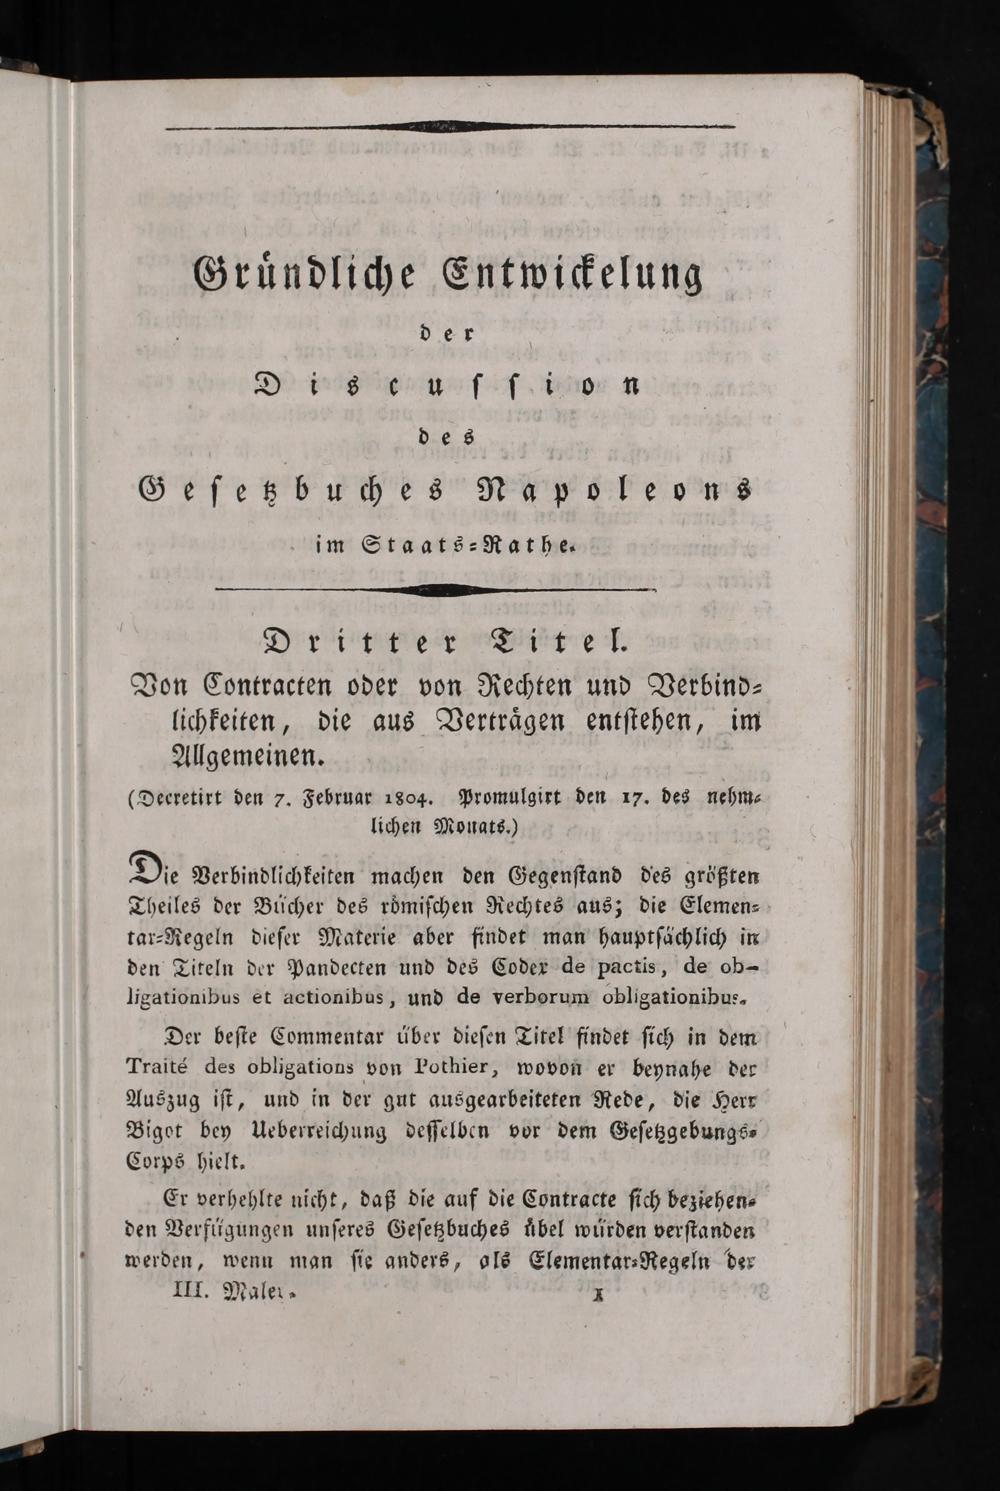 Gründliche Entwickelung
der
Discussion
des
Gesetzbuches Napoleons
im Staats-Rathe.
Dritter Titel.
Von Contracten oder von Rechten und Verbind-
lichkeiten, die aus Verträgen entstehen, im
Allgemeinen.
(Decretirt den 7. Februar 1804. Promulgirt den 17. des nehm-
lichen Monats.)
Die Verbindlichkeiten machen den Gegenstand des größten
Theiles der Bücher des römischen Rechtes aus; die Elemen-
tar-Regeln dieser Materie aber findet man hauptsächlich in
den Titeln der Pandecten und des Codex de pactis, de ob-
ligationibus et actionibus, und de verborum obligationibus.
Der beste Commentar über diesen Titel findet sich in dem
Traité des obligations von Pothier, wovon er beynahe der
Auszug ist, und in der gut ausgearbeiteten Rede, die Herr
Bigot bey Ueberreichung desselben vor dem Gesetzgebungs-
Corps hielt.
Er verhehlte nicht, daß die auf die Contracte sich beziehen-
den Verfügungen unseres Gesetzbuches übel würden verstanden
werden, wenn man sie anders, als Elementar-Regeln der
III. Malev. 1